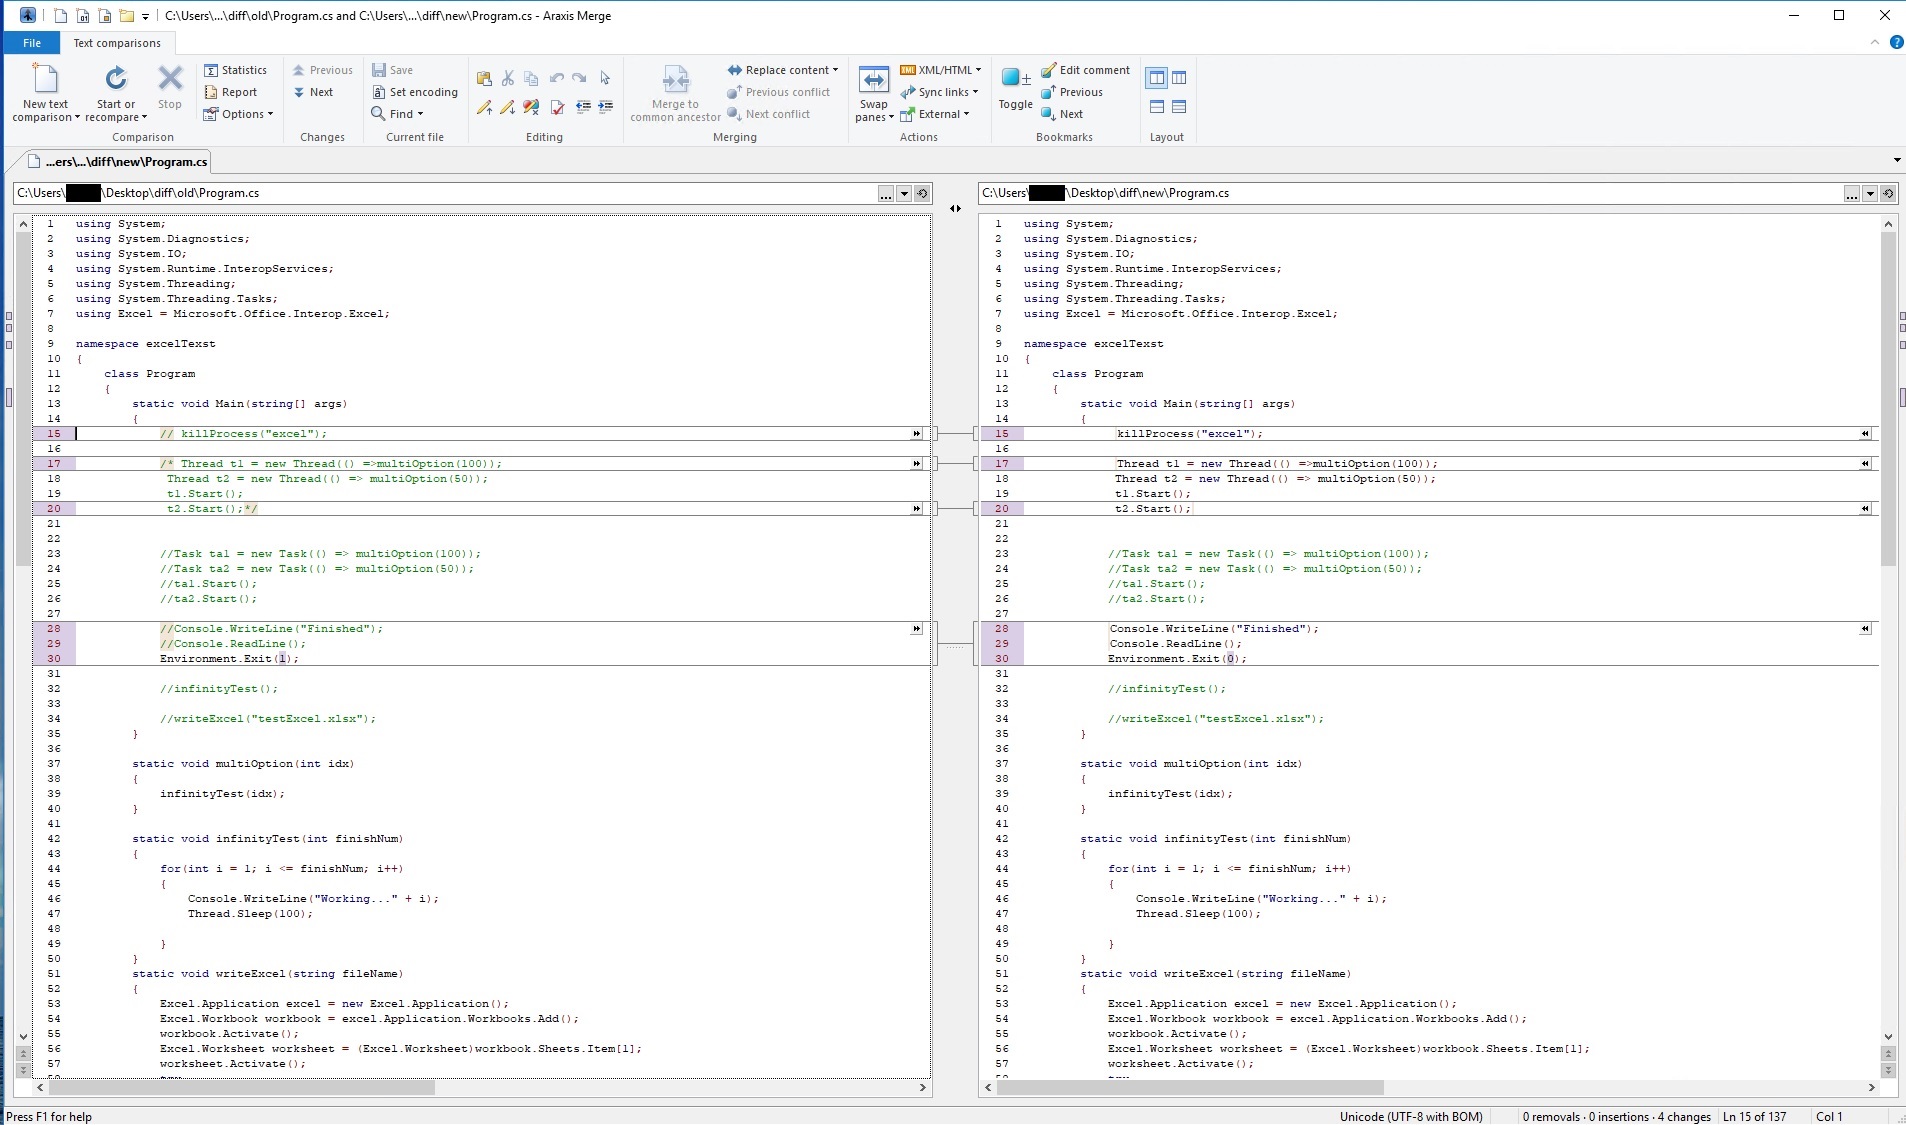 C:\Users\...\diff\old\Program.cs and C:\Users\...\diff\new\Program.cs - Araxis Merge
File Text comparisons
New text comparison
Start or recompare
Stop
Statistics
Report
Options
Comparison
Previous
Next
Changes
Save
Set encoding
Find
Current file
Editing
Merge to common ancestor
Replace content
Previous conflict
Next conflict
Merging
Swap panes
XML/HTML
Sync links
External
Actions
Toggle
Edit comment
Previous
Next
Bookmarks
Layout
...ers\...\diff\new\Program.cs
C:\Users\ \Desktop\diff\old\Program.cs
1 using System;
2 using System.Diagnostics;
3 using System.IO;
4 using System.Runtime.InteropServices;
5 using System.Threading;
6 using System.Threading.Tasks;
7 using Excel = Microsoft.Office.Interop.Excel;
8
9 namespace excelTexst
10 {
11 class Program
12 {
13 static void Main(string[] args)
14 {
15 // killProcess("excel");
16
17 /* Thread t1 = new Thread(() =>multiOption(100));
18 Thread t2 = new Thread(() => multiOption(50));
19 t1.Start();
20 t2.Start();*/
21
22
23 //Task ta1 = new Task(() => multiOption(100));
24 //Task ta2 = new Task(() => multiOption(50));
25 //ta1.Start();
26 //ta2.Start();
27
28 //Console.WriteLine("Finished");
29 //Console.ReadLine();
30 Environment.Exit(1);
31
32 //infinityTest();
33
34 //writeExcel("testExcel.xlsx");
35 }
36
37 static void multiOption(int idx)
38 {
39 infinityTest(idx);
40 }
41
42 static void infinityTest(int finishNum)
43 {
44 for(int i = 1; i <= finishNum; i++)
45 {
46 Console.WriteLine("Working..." + i);
47 Thread.Sleep(100);
48
49 }
50 }
51 static void writeExcel(string fileName)
52 {
53 Excel.Application excel = new Excel.Application();
54 Excel.Workbook workbook = excel.Application.Workbooks.Add();
55 workbook.Activate();
56 Excel.Worksheet worksheet = (Excel.Worksheet)workbook.Sheets.Item[1];
57 worksheet.Activate();
C:\Users\ \Desktop\diff\new\Program.cs
1 using System;
2 using System.Diagnostics;
3 using System.IO;
4 using System.Runtime.InteropServices;
5 using System.Threading;
6 using System.Threading.Tasks;
7 using Excel = Microsoft.Office.Interop.Excel;
8
9 namespace excelTexst
10 {
11 class Program
12 {
13 static void Main(string[] args)
14 {
15 killProcess("excel");
16
17 Thread t1 = new Thread(() =>multiOption(100));
18 Thread t2 = new Thread(() => multiOption(50));
19 t1.Start();
20 t2.Start();
21
22
23 //Task ta1 = new Task(() => multiOption(100));
24 //Task ta2 = new Task(() => multiOption(50));
25 //ta1.Start();
26 //ta2.Start();
27
28 Console.WriteLine("Finished");
29 Console.ReadLine();
30 Environment.Exit(0);
31
32 //infinityTest();
33
34 //writeExcel("testExcel.xlsx");
35 }
36
37 static void multiOption(int idx)
38 {
39 infinityTest(idx);
40 }
41
42 static void infinityTest(int finishNum)
43 {
44 for(int i = 1; i <= finishNum; i++)
45 {
46 Console.WriteLine("Working..." + i);
47 Thread.Sleep(100);
48
49 }
50 }
51 static void writeExcel(string fileName)
52 {
53 Excel.Application excel = new Excel.Application();
54 Excel.Workbook workbook = excel.Application.Workbooks.Add();
55 workbook.Activate();
56 Excel.Worksheet worksheet = (Excel.Worksheet)workbook.Sheets.Item[1];
57 worksheet.Activate();
Press F1 for help
Unicode (UTF-8 with BOM)
0 removals · 0 insertions · 4 changes
Ln 15 of 137
Col 1